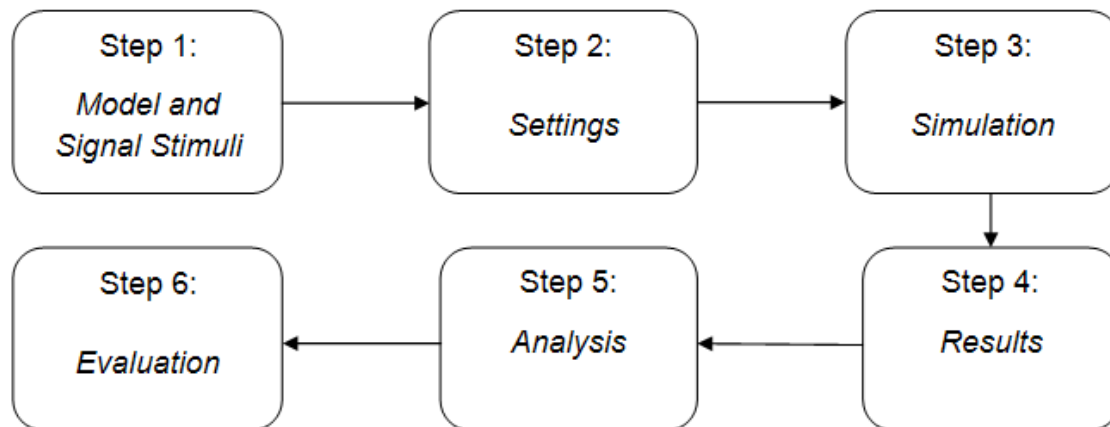 Step 1:
Model and
Signal Stimuli
Step 2:
Settings
Step 3:
Simulation
Step 4:
Results
Step 5:
Analysis
Step 6:
Evaluation